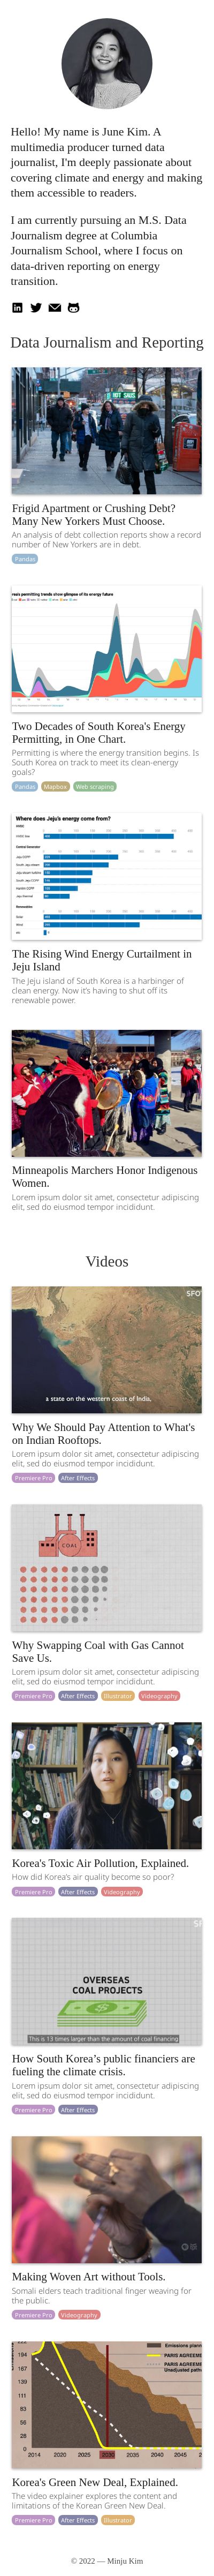 Hello! My name is June Kim. A
multimedia producer turned data
journalist, I'm deeply passionate about
covering climate and energy and making
them accessible to readers.
I am currently pursuing an M.S. Data
Journalism degree at Columbia
Journalism School, where I focus on
data-driven reporting on energy
transition.
Data Journalism and Reporting
HOT SALDS
Frigid Apartment or Crushing Debt?
Many New Yorkers Must Choose.
An analysis of debt collection reports show a record
number of New Yorkers are in debt.
Pandas
rea's permitting trends show glimpses of its energy future
Two Decades of South Korea's Energy
Permitting, in One Chart.
Permitting is where the energy transition begins. Is
South Korea on track to meet its clean-energy
goals?
Pandas Mapbox Web scraping
Where does Jeju's energy come from?
The Rising Wind Energy Curtailment in
Jeju Island
The Jeju island of South Korea is a harbinger of
clean energy. Now it's having to shut off its
renewable power.
Minneapolis Marchers Honor Indigenous
Women.
Lorem ipsum dolor sit amet, consectetur adipiscing
elit, sed do eiusmod tempor incididunt.
Videos
SFO
a state on the western coast of India,
Why We Should Pay Attention to What's
on Indian Rooftops.
Lorem ipsum dolor sit amet, consectetur adipiscing
elit, sed do eiusmod tempor incididunt.
Premiere Pro After Effects
COAL
Why Swapping Coal with Gas Cannot
Save Us.
Lorem ipsum dolor sit amet, consectetur adipiscing
elit, sed do eiusmod tempor incididunt.
Premiere Pro After Effects Illustrator Videography
Korea's Toxic Air Pollution, Explained.
How did Korea's air quality become so poor?
Premiere Pro After Effects Videography
OVERSEAS
COAL PROJECTS
This is 13 times larger than the amount of coal financing
How South Korea’s public financiers are
fueling the climate crisis.
Lorem ipsum dolor sit amet, consectetur adipiscing
elit, sed do eiusmod tempor incididunt.
Premiere Pro After Effects
Making Woven Art without Tools.
Somali elders teach traditional finger weaving for
the public.
Premiere Pro Videography
194
167
139
111
83
56
28
0
2014 2020 2025 2030 2035 2040 2045 205
Emissions plann
PARIS AGREEME
PARIS AGREEM
Unadjusted path
Korea's Green New Deal, Explained.
The video explainer explores the content and
limitations of the Korean Green New Deal.
Premiere Pro After Effects Illustrator
© 2022 — Minju Kim